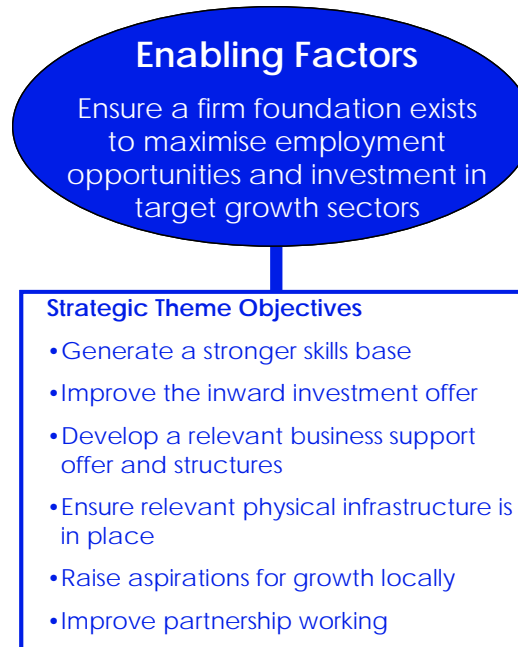 Enabling Factors
Ensure a firm foundation exists
to maximise employment
opportunities and investment in
target growth sectors
Strategic Theme Objectives
•Generate a stronger skills base
•Improve the inward investment offer
•Develop a relevant business support
offer and structures
•Ensure relevant physical infrastructure is
in place
•Raise aspirations for growth locally
•Improve partnership working